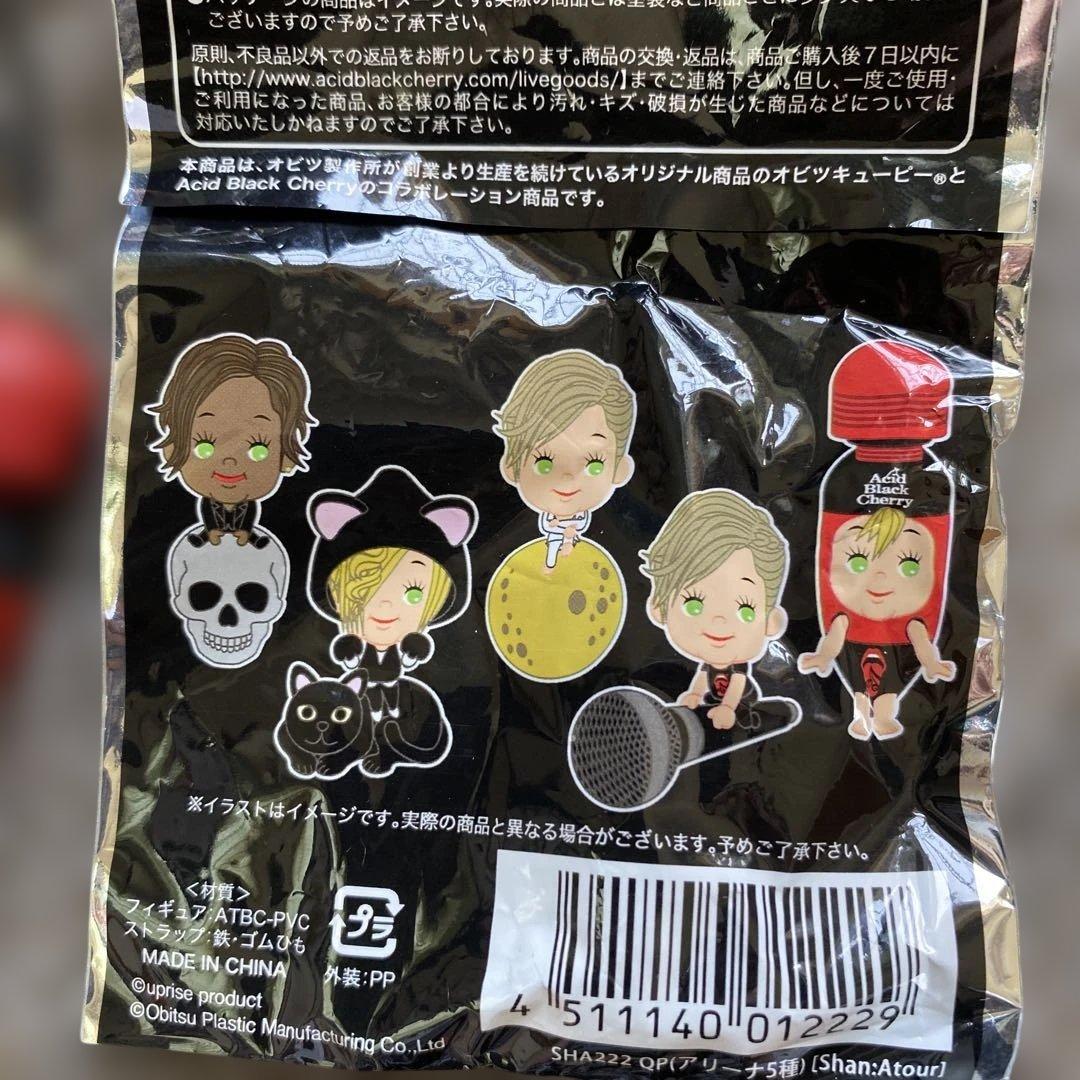 ございますので予めご了承下さい。
原則、不良品以外での返品をお断りしております。商品の交換・返品は、商品ご購入後7日以内に
【http://www.acidblackcherry.com/livegoods/】までご連絡下さい。但し、一度ご使用・
ご利用になった商品、お客様の都合により汚れ・キズ・破損が生じた商品などについては
対応いたしかねますのでご了承下さい。
本商品は、オビツ製作所が創業より生産を続けているオリジナル商品のオビツキューピー®と
Acid Black Cherryのコラボレーション商品です。
Acid
Black
Cherry
※イラストはイメージです。実際の商品と異なる場合がございます。予めご了承下さい。
<材質>
フィギュア:ATBC-PVC
ストラップ:鉄・ゴムひも
MADE IN CHINA
プラ
外装:PP
©uprise product
©Obitsu Plastic Manufacturing Co.,Ltd
4 511140 012229
SHA222 QP(アリーナ5種) [Shan:Atour]